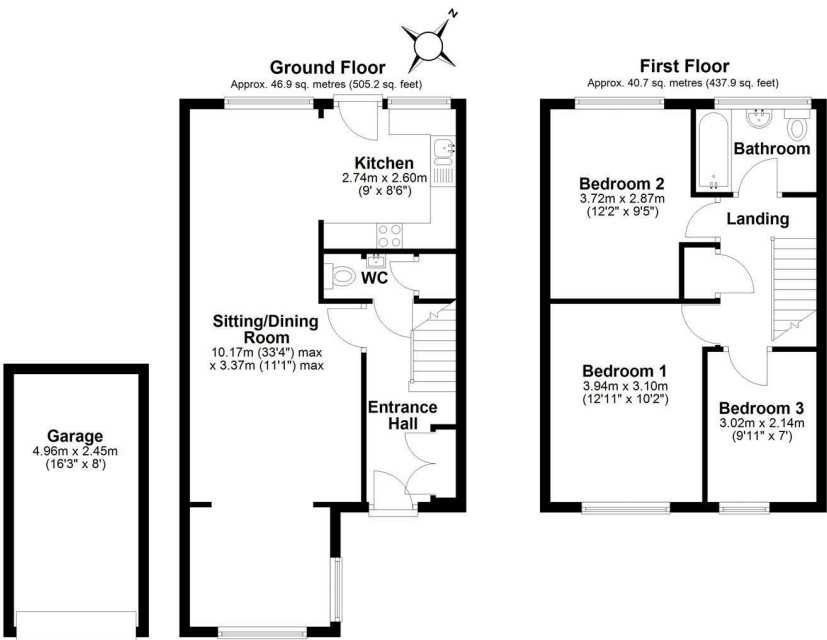 N
Ground Floor
Approx. 46.9 sq. metres (505.2 sq. feet)
Kitchen
2.74m x 2.60m
(9' x 8'6")
WC
Sitting/Dining
Room
10.17m (33'4") max
x 3.37m (11'1") max
Entrance
Hall
Garage
4.96m x 2.45m
(16'3" x 8')
First Floor
Approx. 40.7 sq. metres (437.9 sq. feet)
Bathroom
Bedroom 2
3.72m x 2.87m
(12'2" x 9'5")
Landing
Bedroom 1
3.94m x 3.10m
(12'11" x 10'2")
Bedroom 3
3.02m x 2.14m
(9'11" x 7')